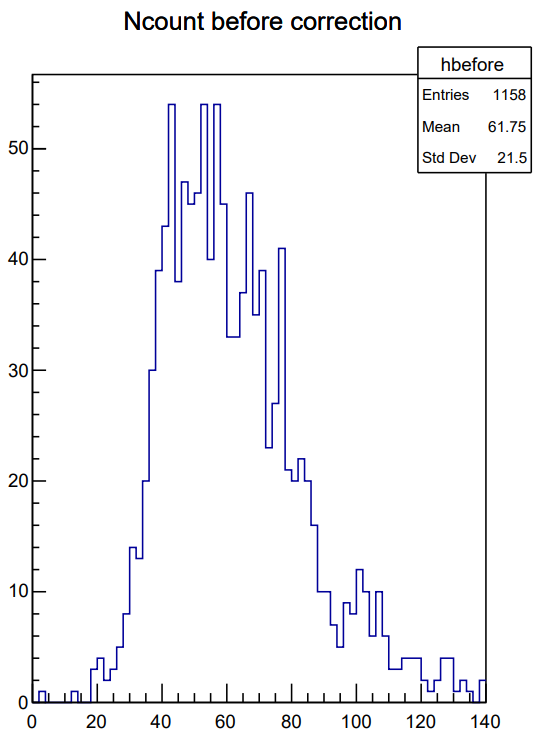 Ncount before correction
hbefore
Entries 1158
Mean 61.75
Std Dev 21.5
50
40
30
20
10
0
0 20 40 60 80 100 120 140